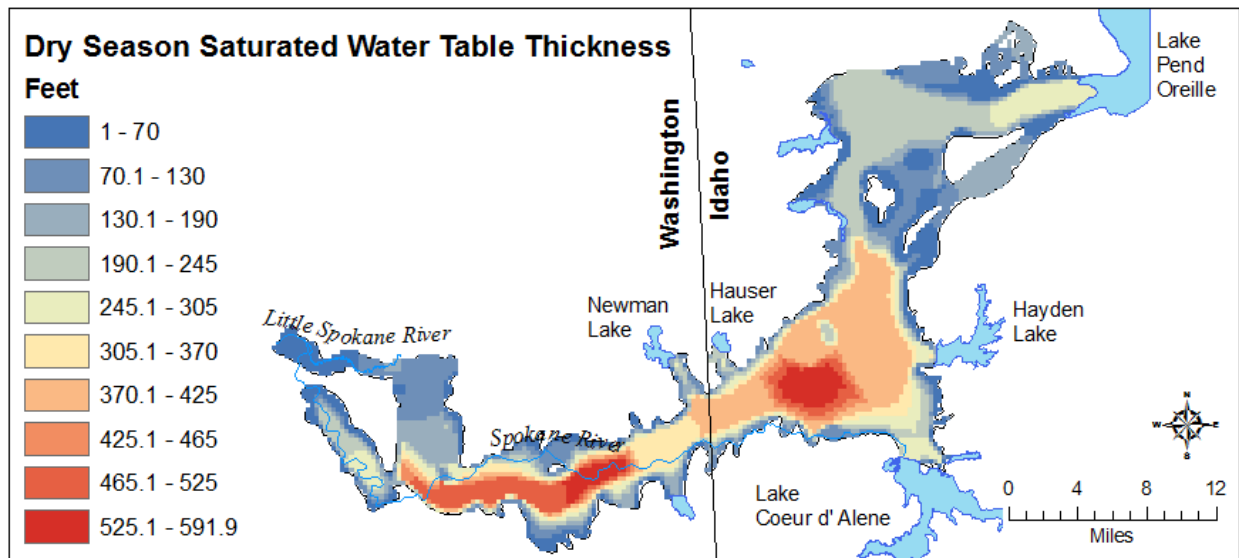 Dry Season Saturated Water Table Thickness
Feet
1 - 70
70.1 - 130
130.1 - 190
190.1 - 245
245.1 - 305
305.1 - 370
370.1 - 425
425.1 - 465
465.1 - 525
525.1 - 591.9
Washington
Idaho
Lake
Pend
Oreille
Newman
Lake
Hauser
Lake
Hayden
Lake
Little Spokane River
Spokane River
Lake
Coeur d' Alene
N
W
E
S
0 4 8 12
Miles